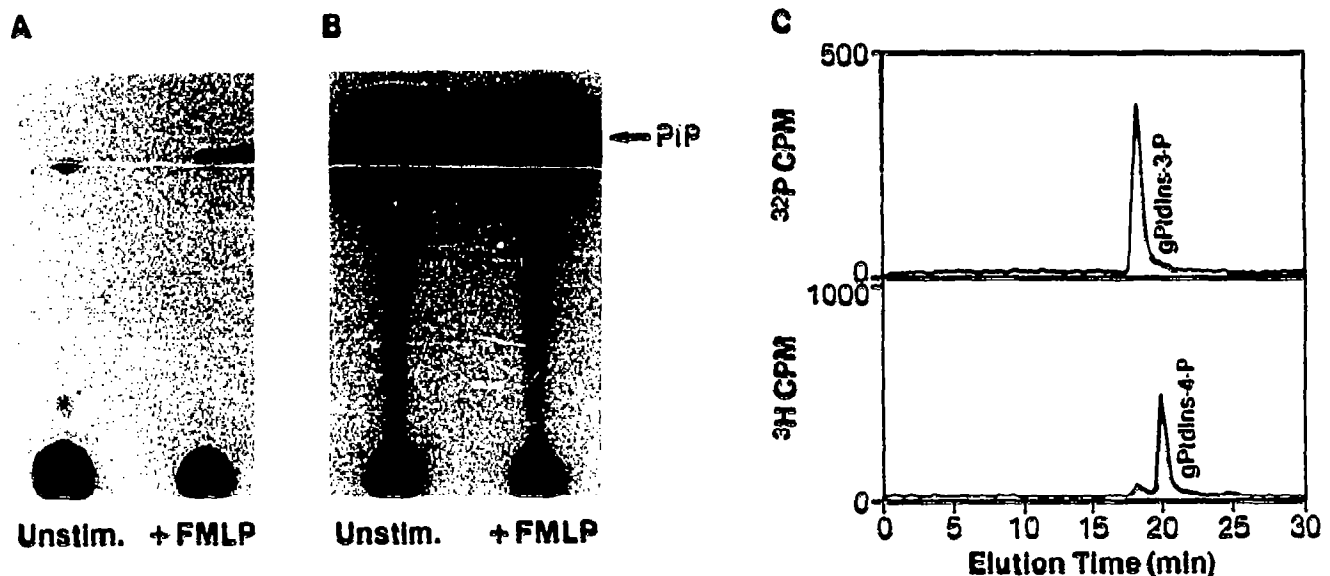 A
B
C
PIP
Unstim. + FMLP
Unstim. + FMLP
500
0
32P CPM
gPtdIns-3-P
1000
0
3H CPM
gPtdIns-4-P
0 5 10 15 20 25 30
Elution Time (min)